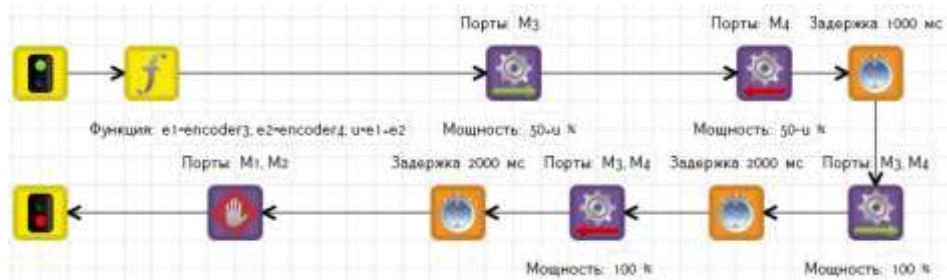 Порты: M3
Порты: M4
Задержка 1000 мс
Функция: e1=encoder3; e2=encoder4; u=e1-e2
Мощность: 50+u %
Мощность: 50-u %
Порты: M1, M2
Задержка 2000 мс
Порты: M3, M4
Задержка 2000 мс
Порты: M3, M4
Мощность: 100 %
Мощность: 100 %